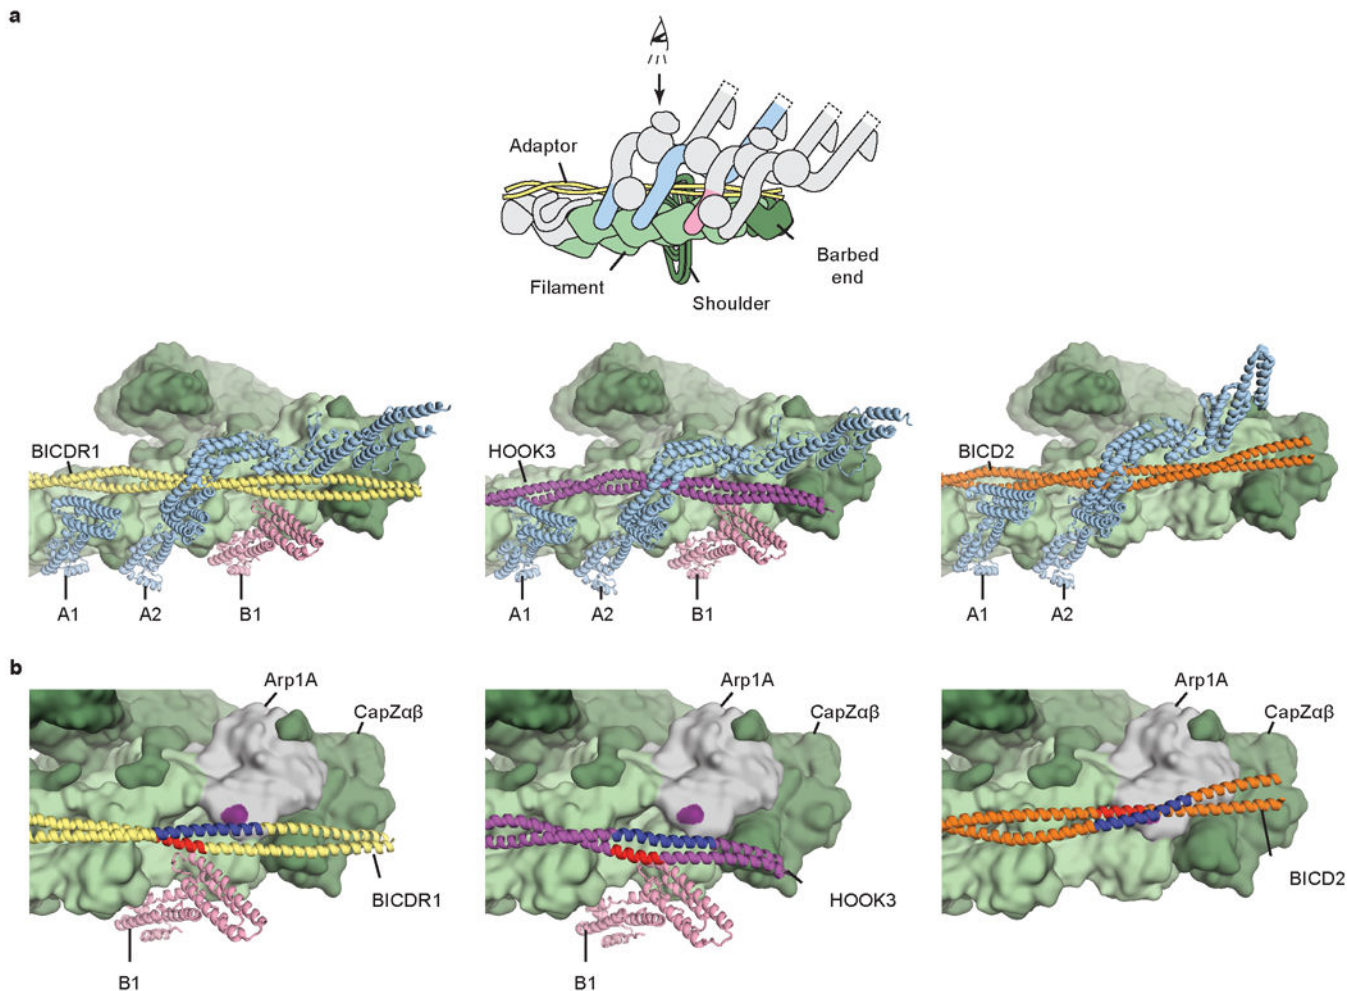 a
Adaptor
Barbed
end
Filament
Shoulder
BICDR1
HOOK3
BICD2
A1
A2
B1
A1
A2
B1
A1
A2
b
Arp1A
CapZαβ
BICDR1
B1
Arp1A
CapZαβ
HOOK3
B1
Arp1A
CapZαβ
BICD2